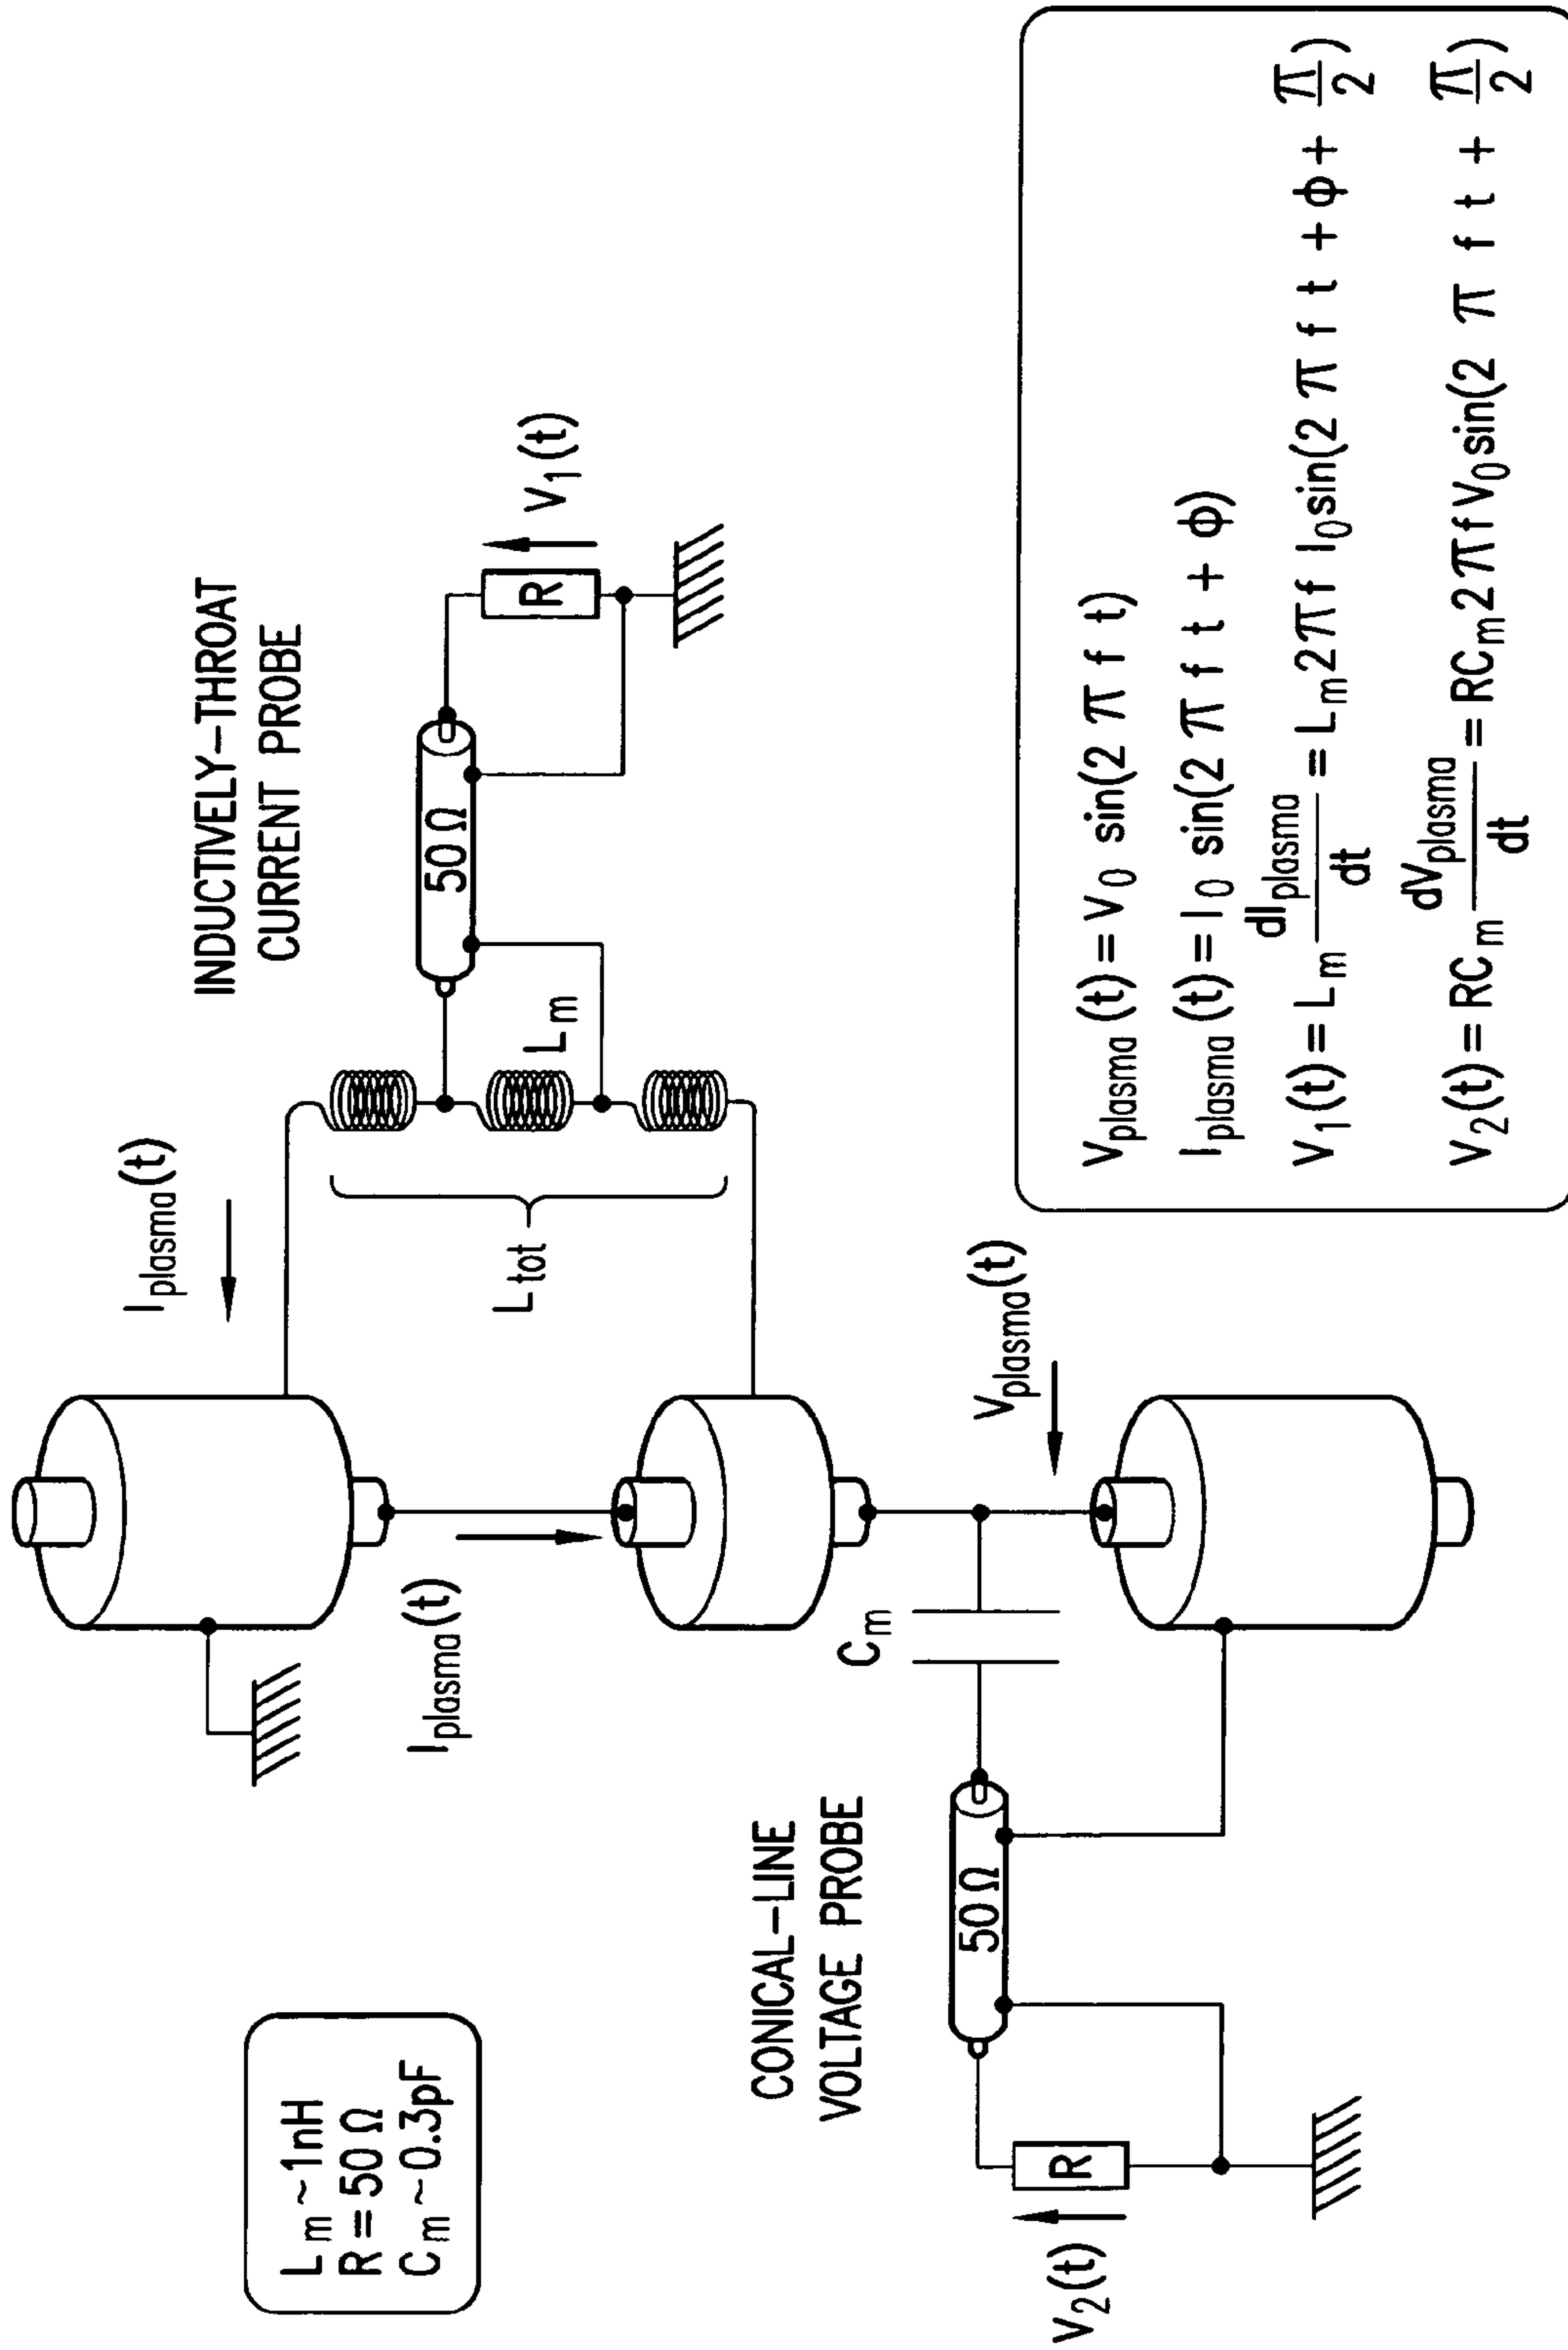 L_m ~ 1nH
R = 50 Ω
C_m ~ 0.3pF
I_plasma(t)
I_plasma(t)
INDUCTIVELY-THROAT
CURRENT PROBE
50 Ω
R
V_1(t)
L_m
L_tot
CONICAL-LINE
VOLTAGE PROBE
C_m
50 Ω
R
V_2(t)
V_plasma(t)
V_plasma(t) = V_0 sin(2 π f t)
I_plasma(t) = I_0 sin(2 π f t + ϕ)
V_1(t) = L_m dI_plasma/dt = L_m 2πf I_0 sin(2 π f t + ϕ + π/2)
V_2(t) = RC_m dV_plasma/dt = RC_m 2πf V_0 sin(2 π f t + π/2)